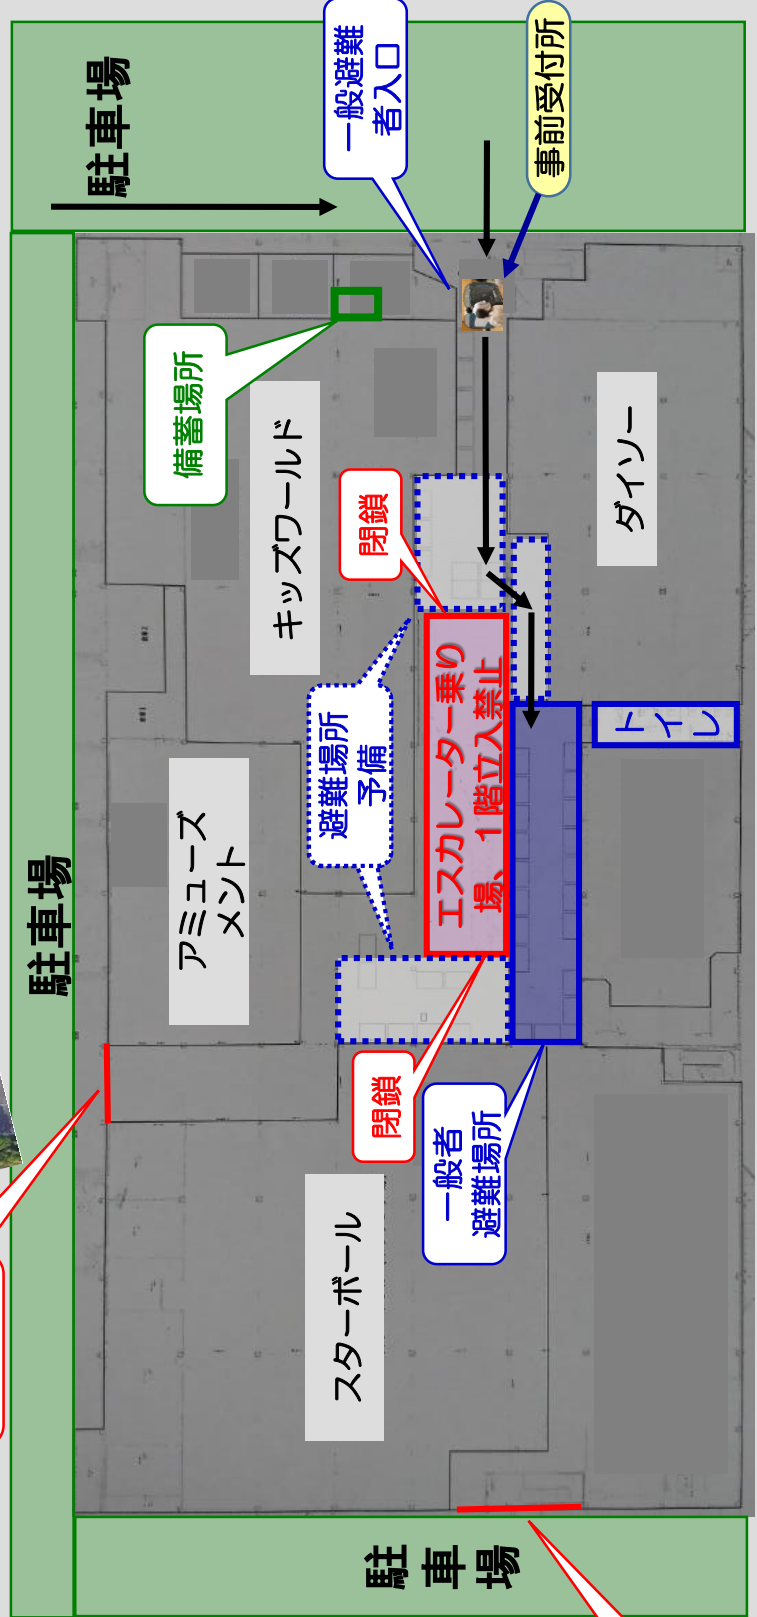 駐車場
一般避難
者入口
事前受付所
備蓄場所
キッズワールド
閉鎖
ダイソー
避難場所
予備
エスカレーター乗り
場、１階立入禁止
トイレ
アミューズ
メント
駐車場
閉鎖
一般者
避難場所
スターボール
駐車場